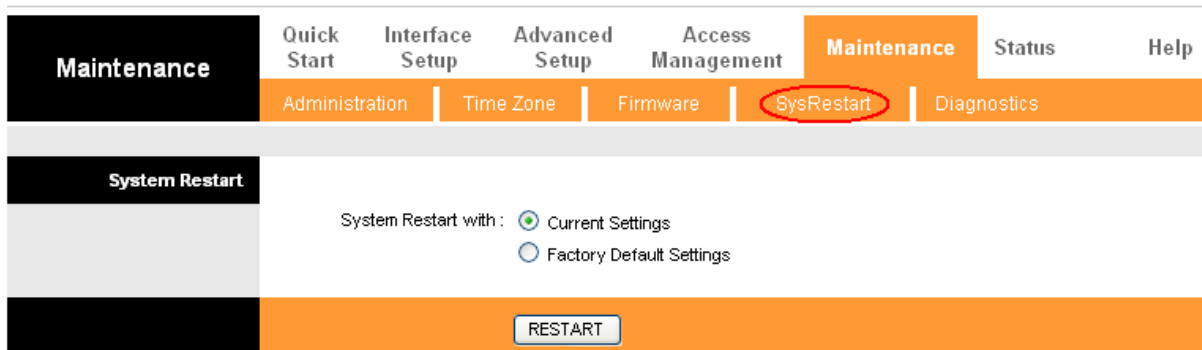 Maintenance
Quick Start
Interface Setup
Advanced Setup
Access Management
Maintenance
Status
Help
Administration
Time Zone
Firmware
SysRestart
Diagnostics
System Restart
System Restart with :
Current Settings
Factory Default Settings
RESTART